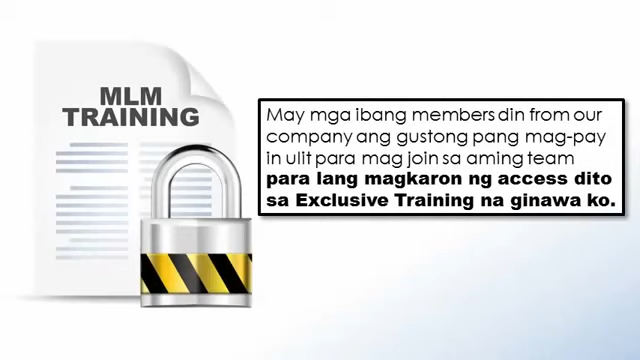 MLM
TRAINING
May mga ibang members din from our
company ang gustong pang mag-pay
in ulit para mag join sa aming team
para lang magkaron ng access dito
sa Exclusive Training na ginawa ko.